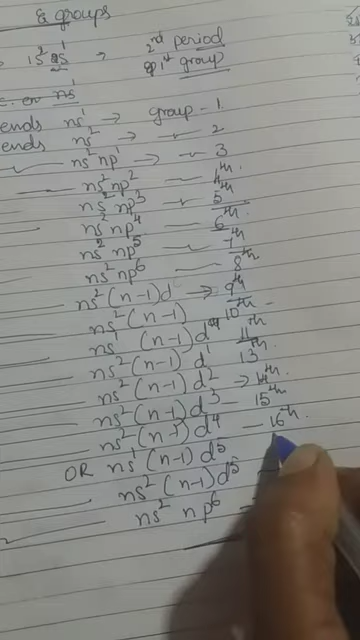 & groups
1s² 2s¹ → 2nd period
1st group
ns¹
ends ns¹ → group - 1
ends ns² → 2
ns² np¹ → 3
ns² np² 4th
ns² np³ 5th
ns² np⁴ 6th
ns² np⁵ 7th
ns² np⁶ 8th
ns² (n-1)d → 9th
ns² (n-1) 10th
ns¹ (n-1) d 11th
ns² (n-1) d¹ 13th
ns² (n-1) d² → 14th
ns² (n-1) d³ - 15th
ns² (n-1) d⁴ - 16th
OR ns¹ (n-1) d⁵
ns² (n-1) d⁵
ns² np⁶